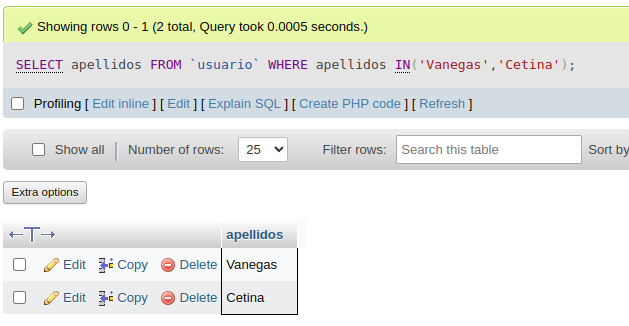 Showing rows 0 - 1 (2 total, Query took 0.0005 seconds.)
SELECT apellidos FROM `usuario` WHERE apellidos IN('Vanegas','Cetina');
Profiling [ Edit inline ] [ Edit ] [ Explain SQL ] [ Create PHP code ] [ Refresh ]
Show all | Number of rows: 25 Filter rows: Search this table Sort by
Extra options
←T→ apellidos
Edit Copy Delete Vanegas
Edit Copy Delete Cetina